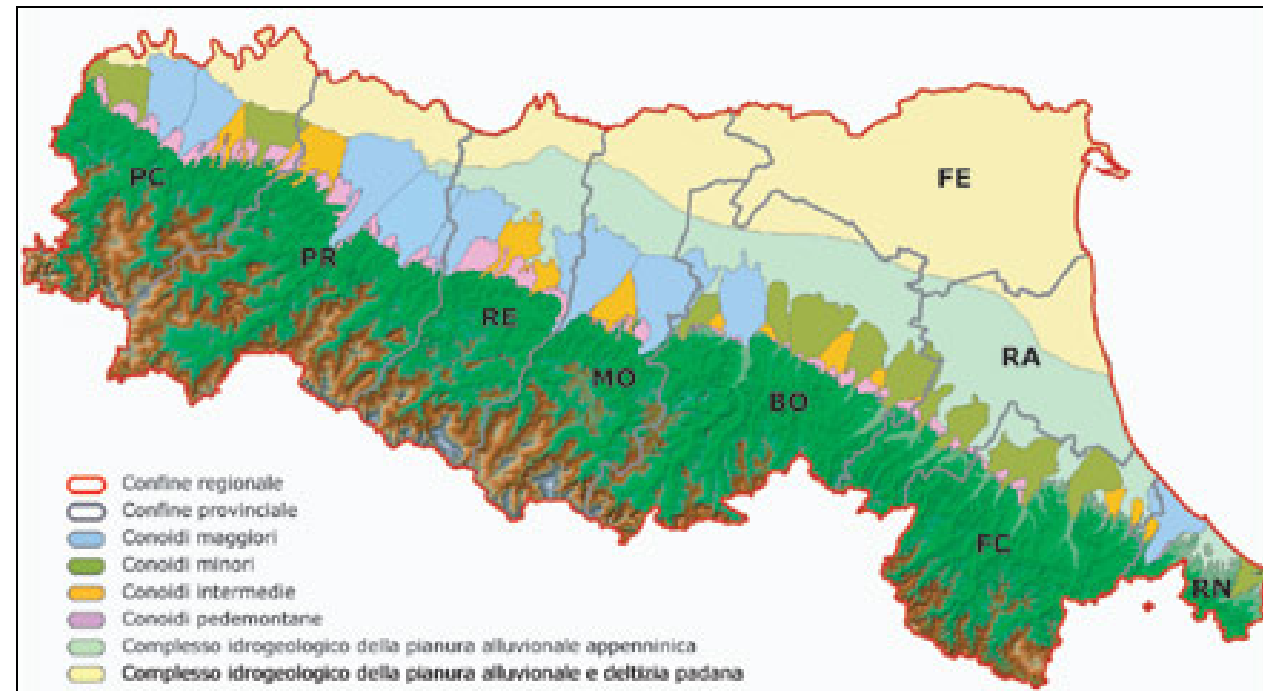 FE
PC
PR
RA
RE
MO
BO
FC
RN
Confine regionale
Confine provinciale
Conoidi maggiori
Conoidi minori
Conoidi intermedie
Conoidi pedemontane
Complesso idrogeologico della pianura alluvionale appenninica
Complesso idrogeologico della pianura alluvionale e deltizia padana